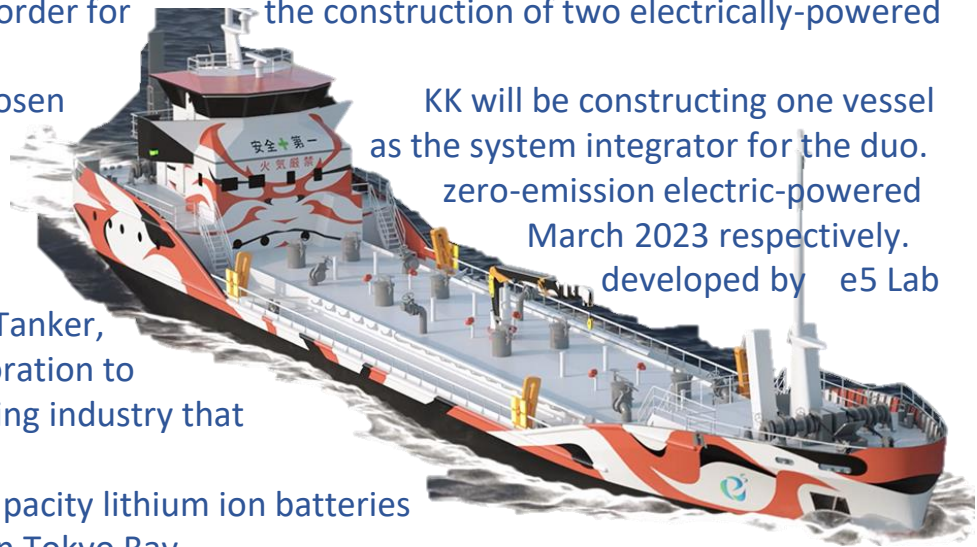 order for the construction of two electrically-powered
osen KK will be constructing one vessel
as the system integrator for the duo.
zero-emission electric-powered
March 2023 respectively.
developed by e5 Lab
Tanker,
oration to
ing industry that
pacity lithium ion batteries
n Tokyo Bay
安全+第一
火気厳禁